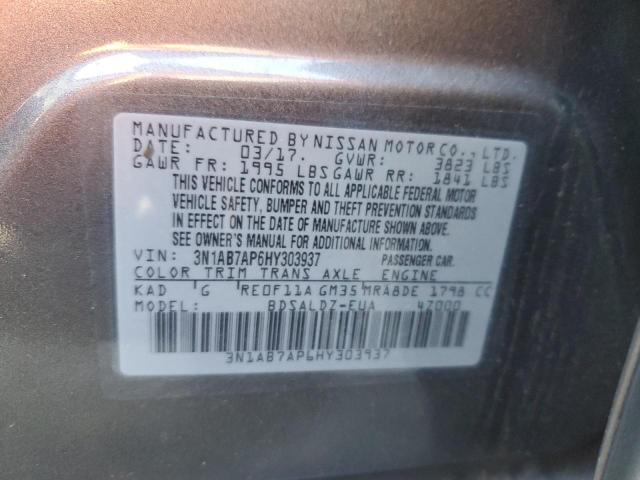 MANUFACTURED BY NISSAN MOTOR CO., LTD.
DATE: 03/17. GVWR: 3823 LBS
GAWR FR: 1995 LBS GAWR RR: 1841 LBS
THIS VEHICLE CONFORMS TO ALL APPLICABLE FEDERAL MOTOR
VEHICLE SAFETY, BUMPER AND THEFT PREVENTION STANDARDS
IN EFFECT ON THE DATE OF MANUFACTURE SHOWN ABOVE.
SEE OWNER'S MANUAL FOR ADDITIONAL INFORMATION.
VIN: 3N1AB7AP6HY303937 PASSENGER CAR.
COLOR TRIM TRANS AXLE ENGINE
KAD G RE0F11A GM35 MRA8DE 1798 CC
MODEL: BDSALDZ-EUA 4Z000
3N1AB7AP6HY303937